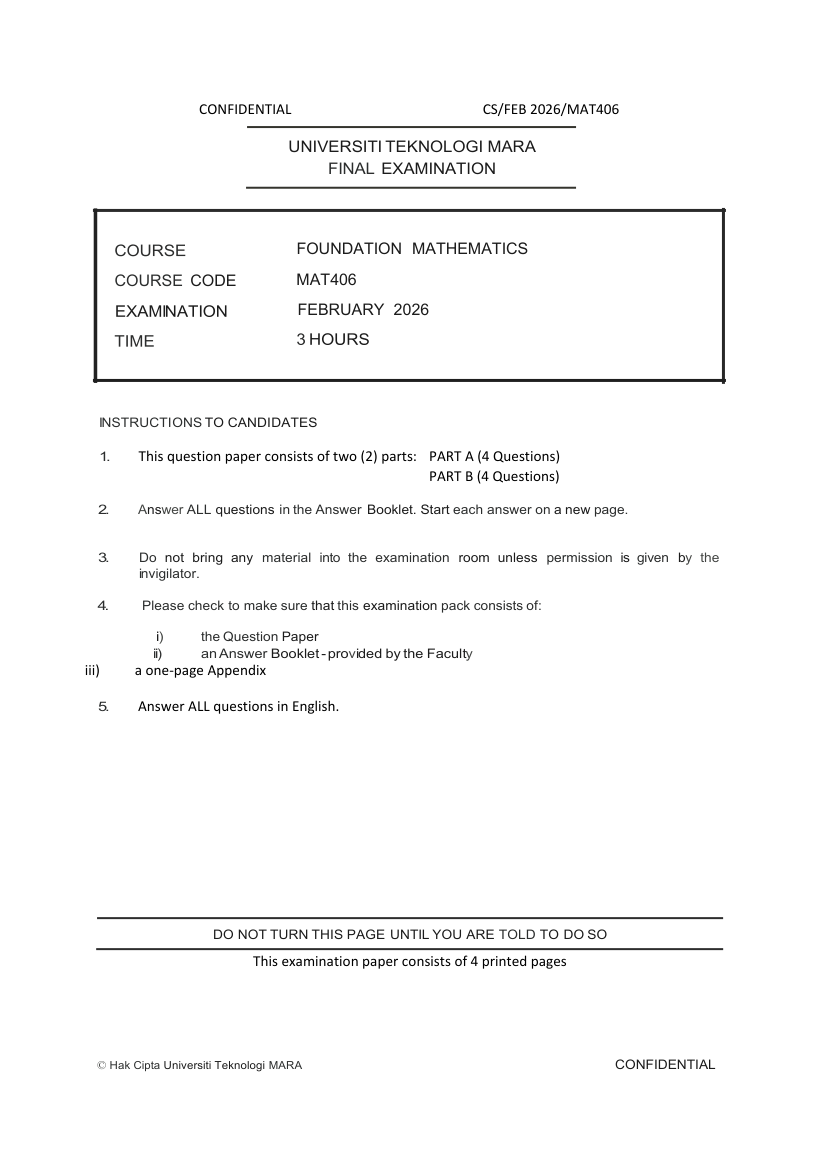 CONFIDENTIAL CS/FEB 2026/MAT406
UNIVERSITI TEKNOLOGI MARA
FINAL EXAMINATION
COURSE FOUNDATION MATHEMATICS
COURSE CODE MAT406
EXAMINATION FEBRUARY 2026
TIME 3 HOURS
INSTRUCTIONS TO CANDIDATES
1. This question paper consists of two (2) parts: PART A (4 Questions)
PART B (4 Questions)
2. Answer ALL questions in the Answer Booklet. Start each answer on a new page.
3. Do not bring any material into the examination room unless permission is given by the
invigilator.
4. Please check to make sure that this examination pack consists of:
i) the Question Paper
ii) an Answer Booklet - provided by the Faculty
iii) a one-page Appendix
5. Answer ALL questions in English.
DO NOT TURN THIS PAGE UNTIL YOU ARE TOLD TO DO SO
This examination paper consists of 4 printed pages
© Hak Cipta Universiti Teknologi MARA CONFIDENTIAL